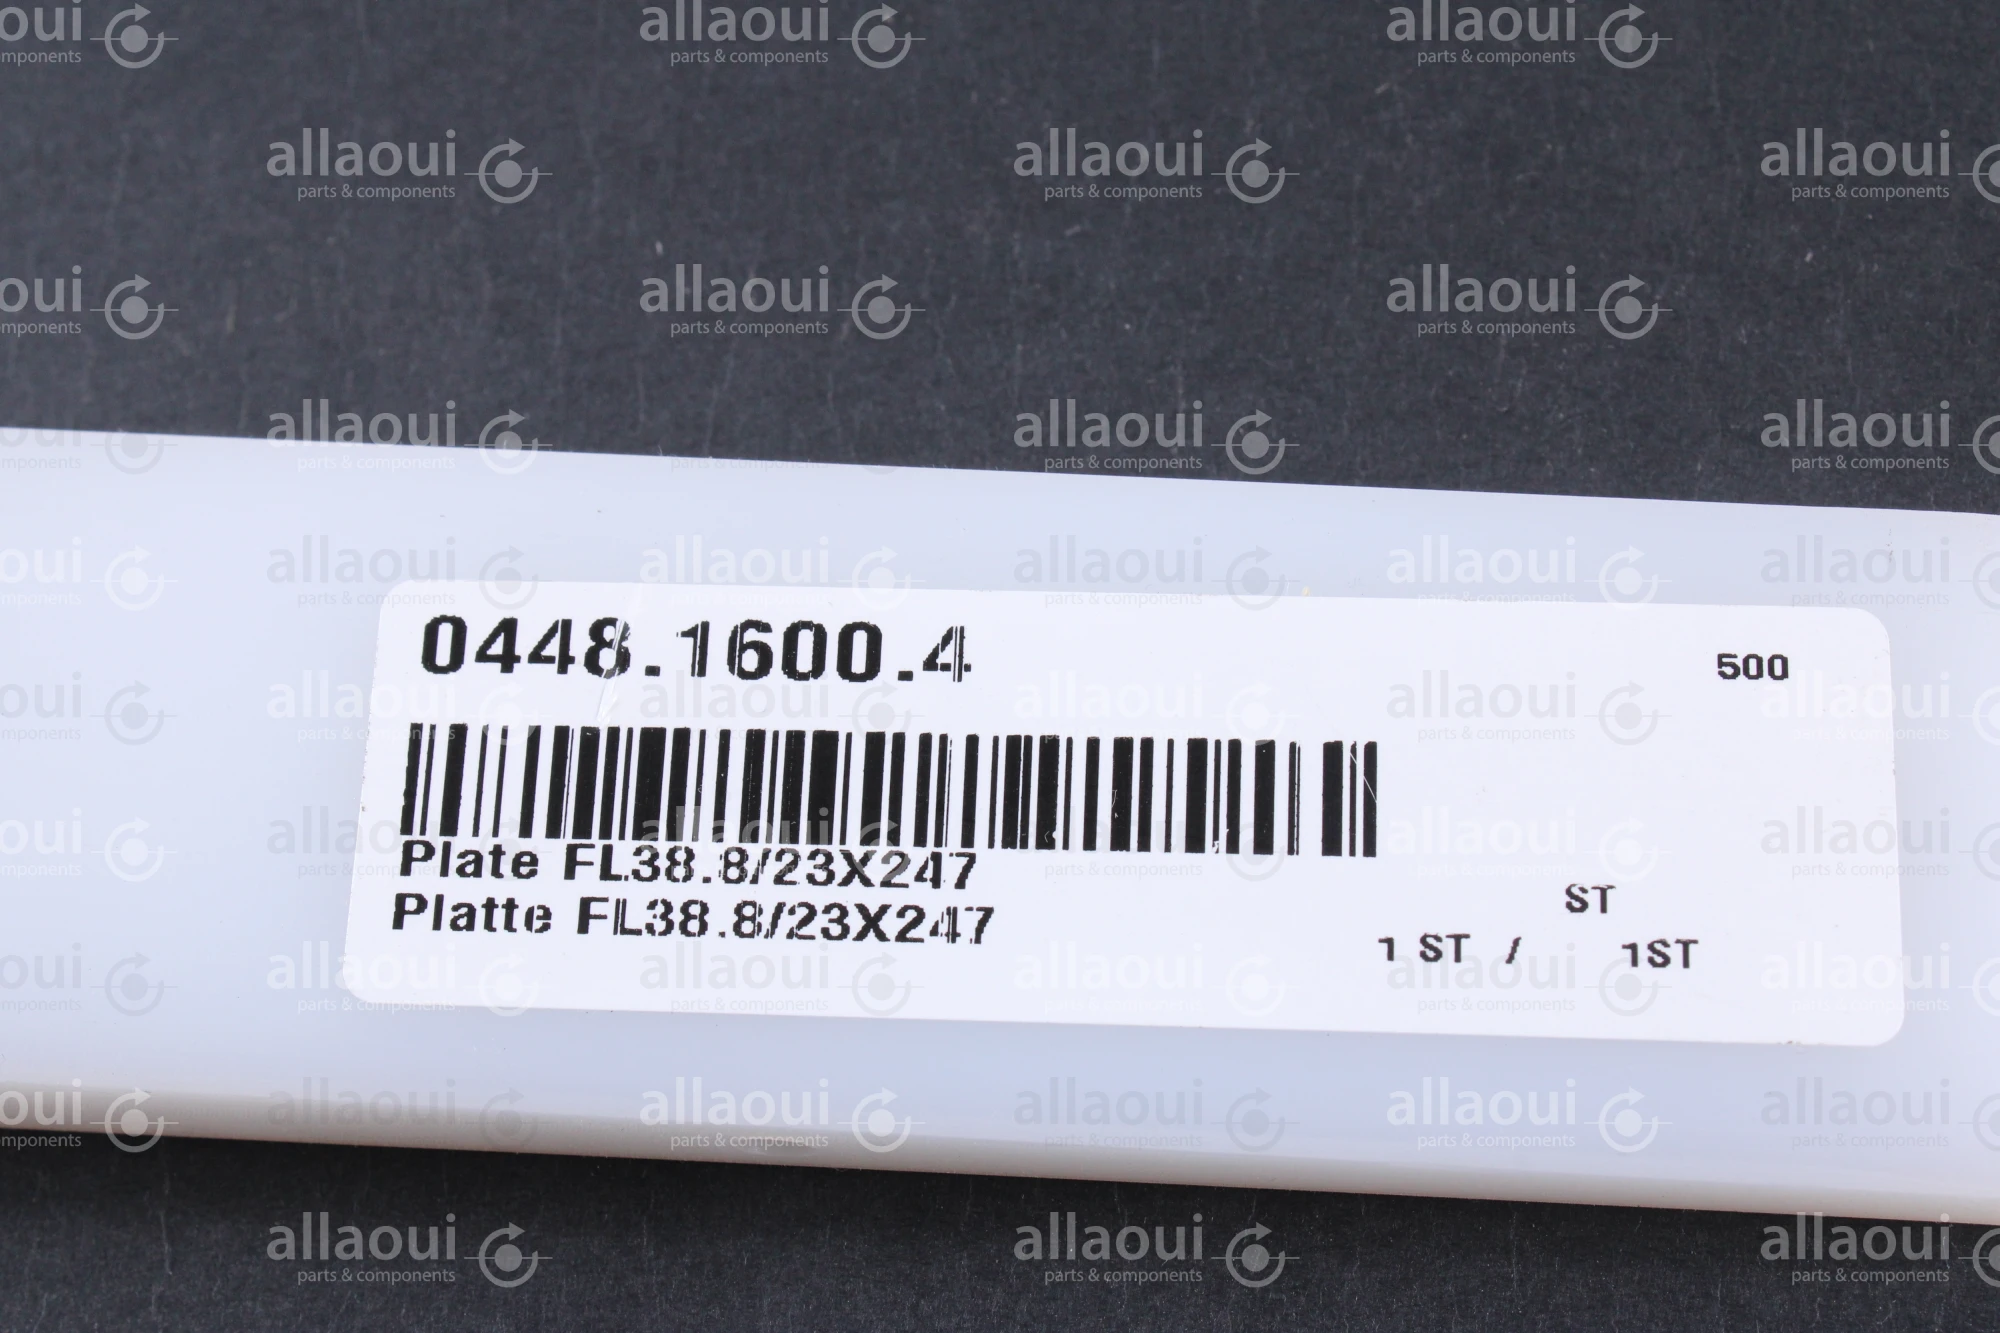 0448.1600.4
500
Plate FL38.8/23X247
Platte FL38.8/23X247
ST
1 ST / 1ST
allaoui
parts & components